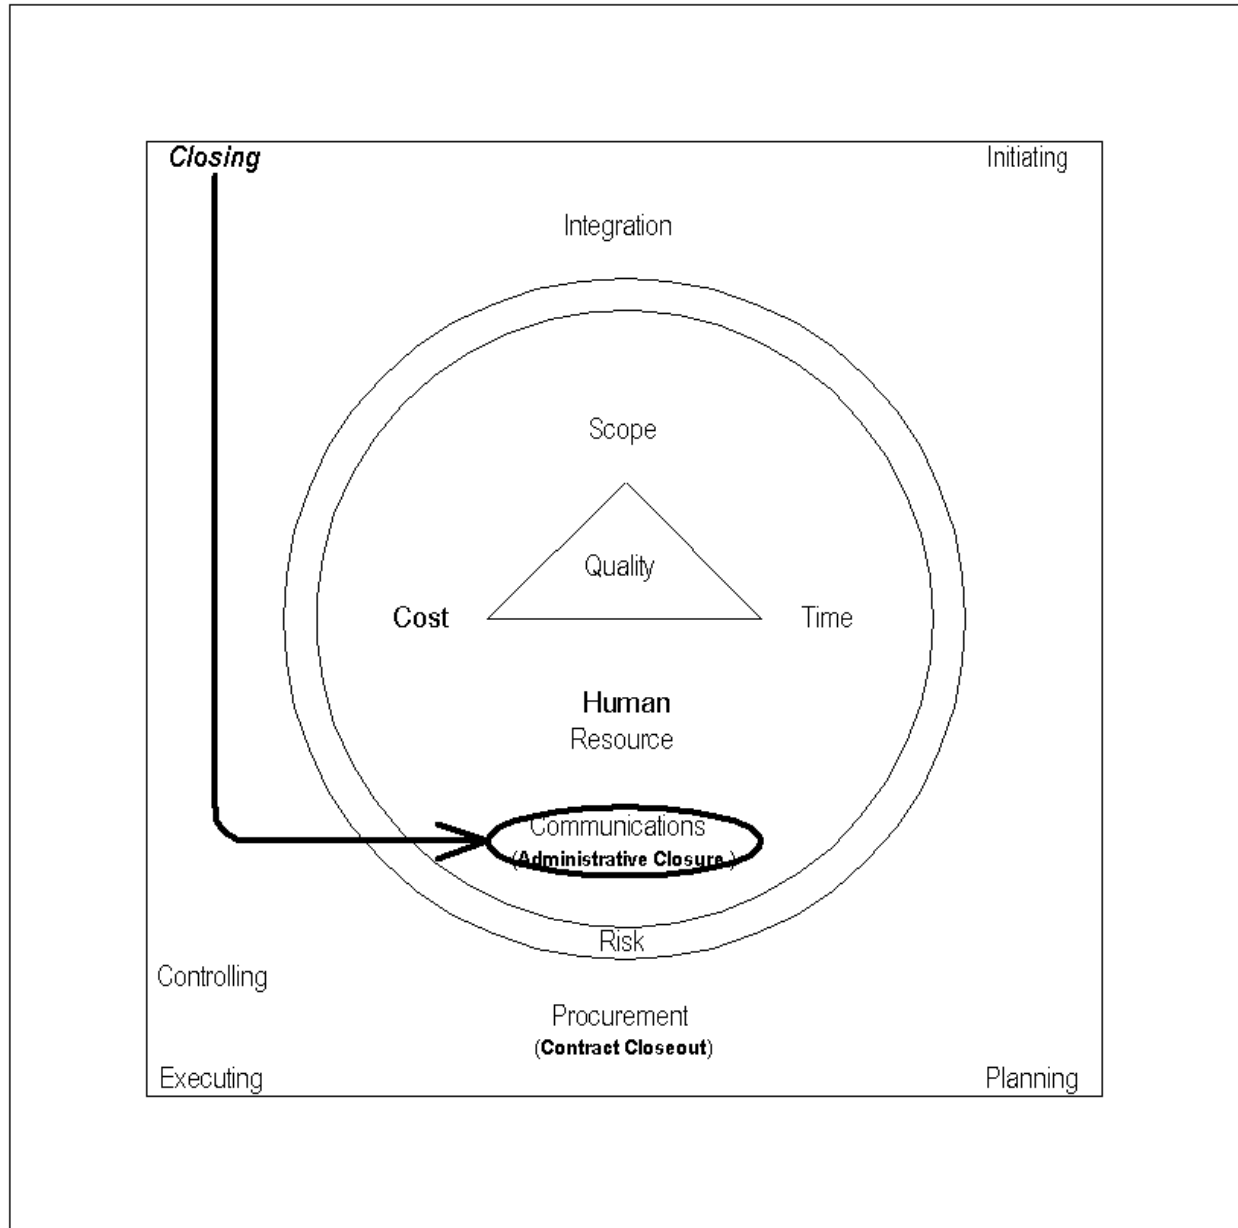 Closing
Initiating
Integration
Scope
Quality
Cost
Time
Human
Resource
Communications
(Administrative Closure )
Risk
Controlling
Procurement
(Contract Closeout)
Executing
Planning